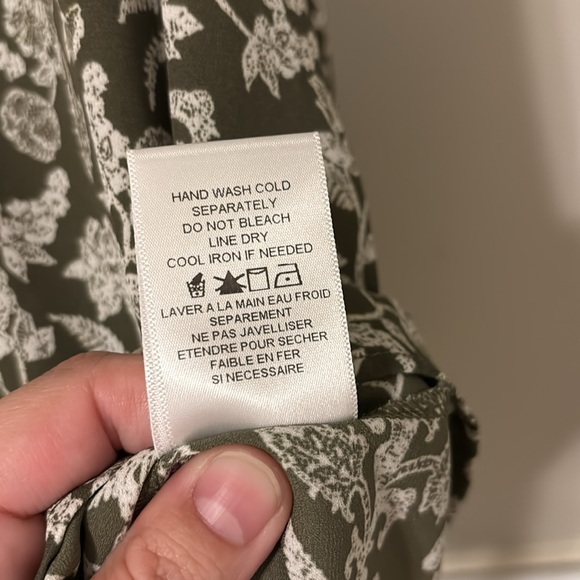 HAND WASH COLD
SEPARATELY
DO NOT BLEACH
LINE DRY
COOL IRON IF NEEDED
LAVER A LA MAIN EAU FROID
SEPAREMENT
NE PAS JAVELLISER
ETENDRE POUR SECHER
FAIBLE EN FER
SI NECESSAIRE